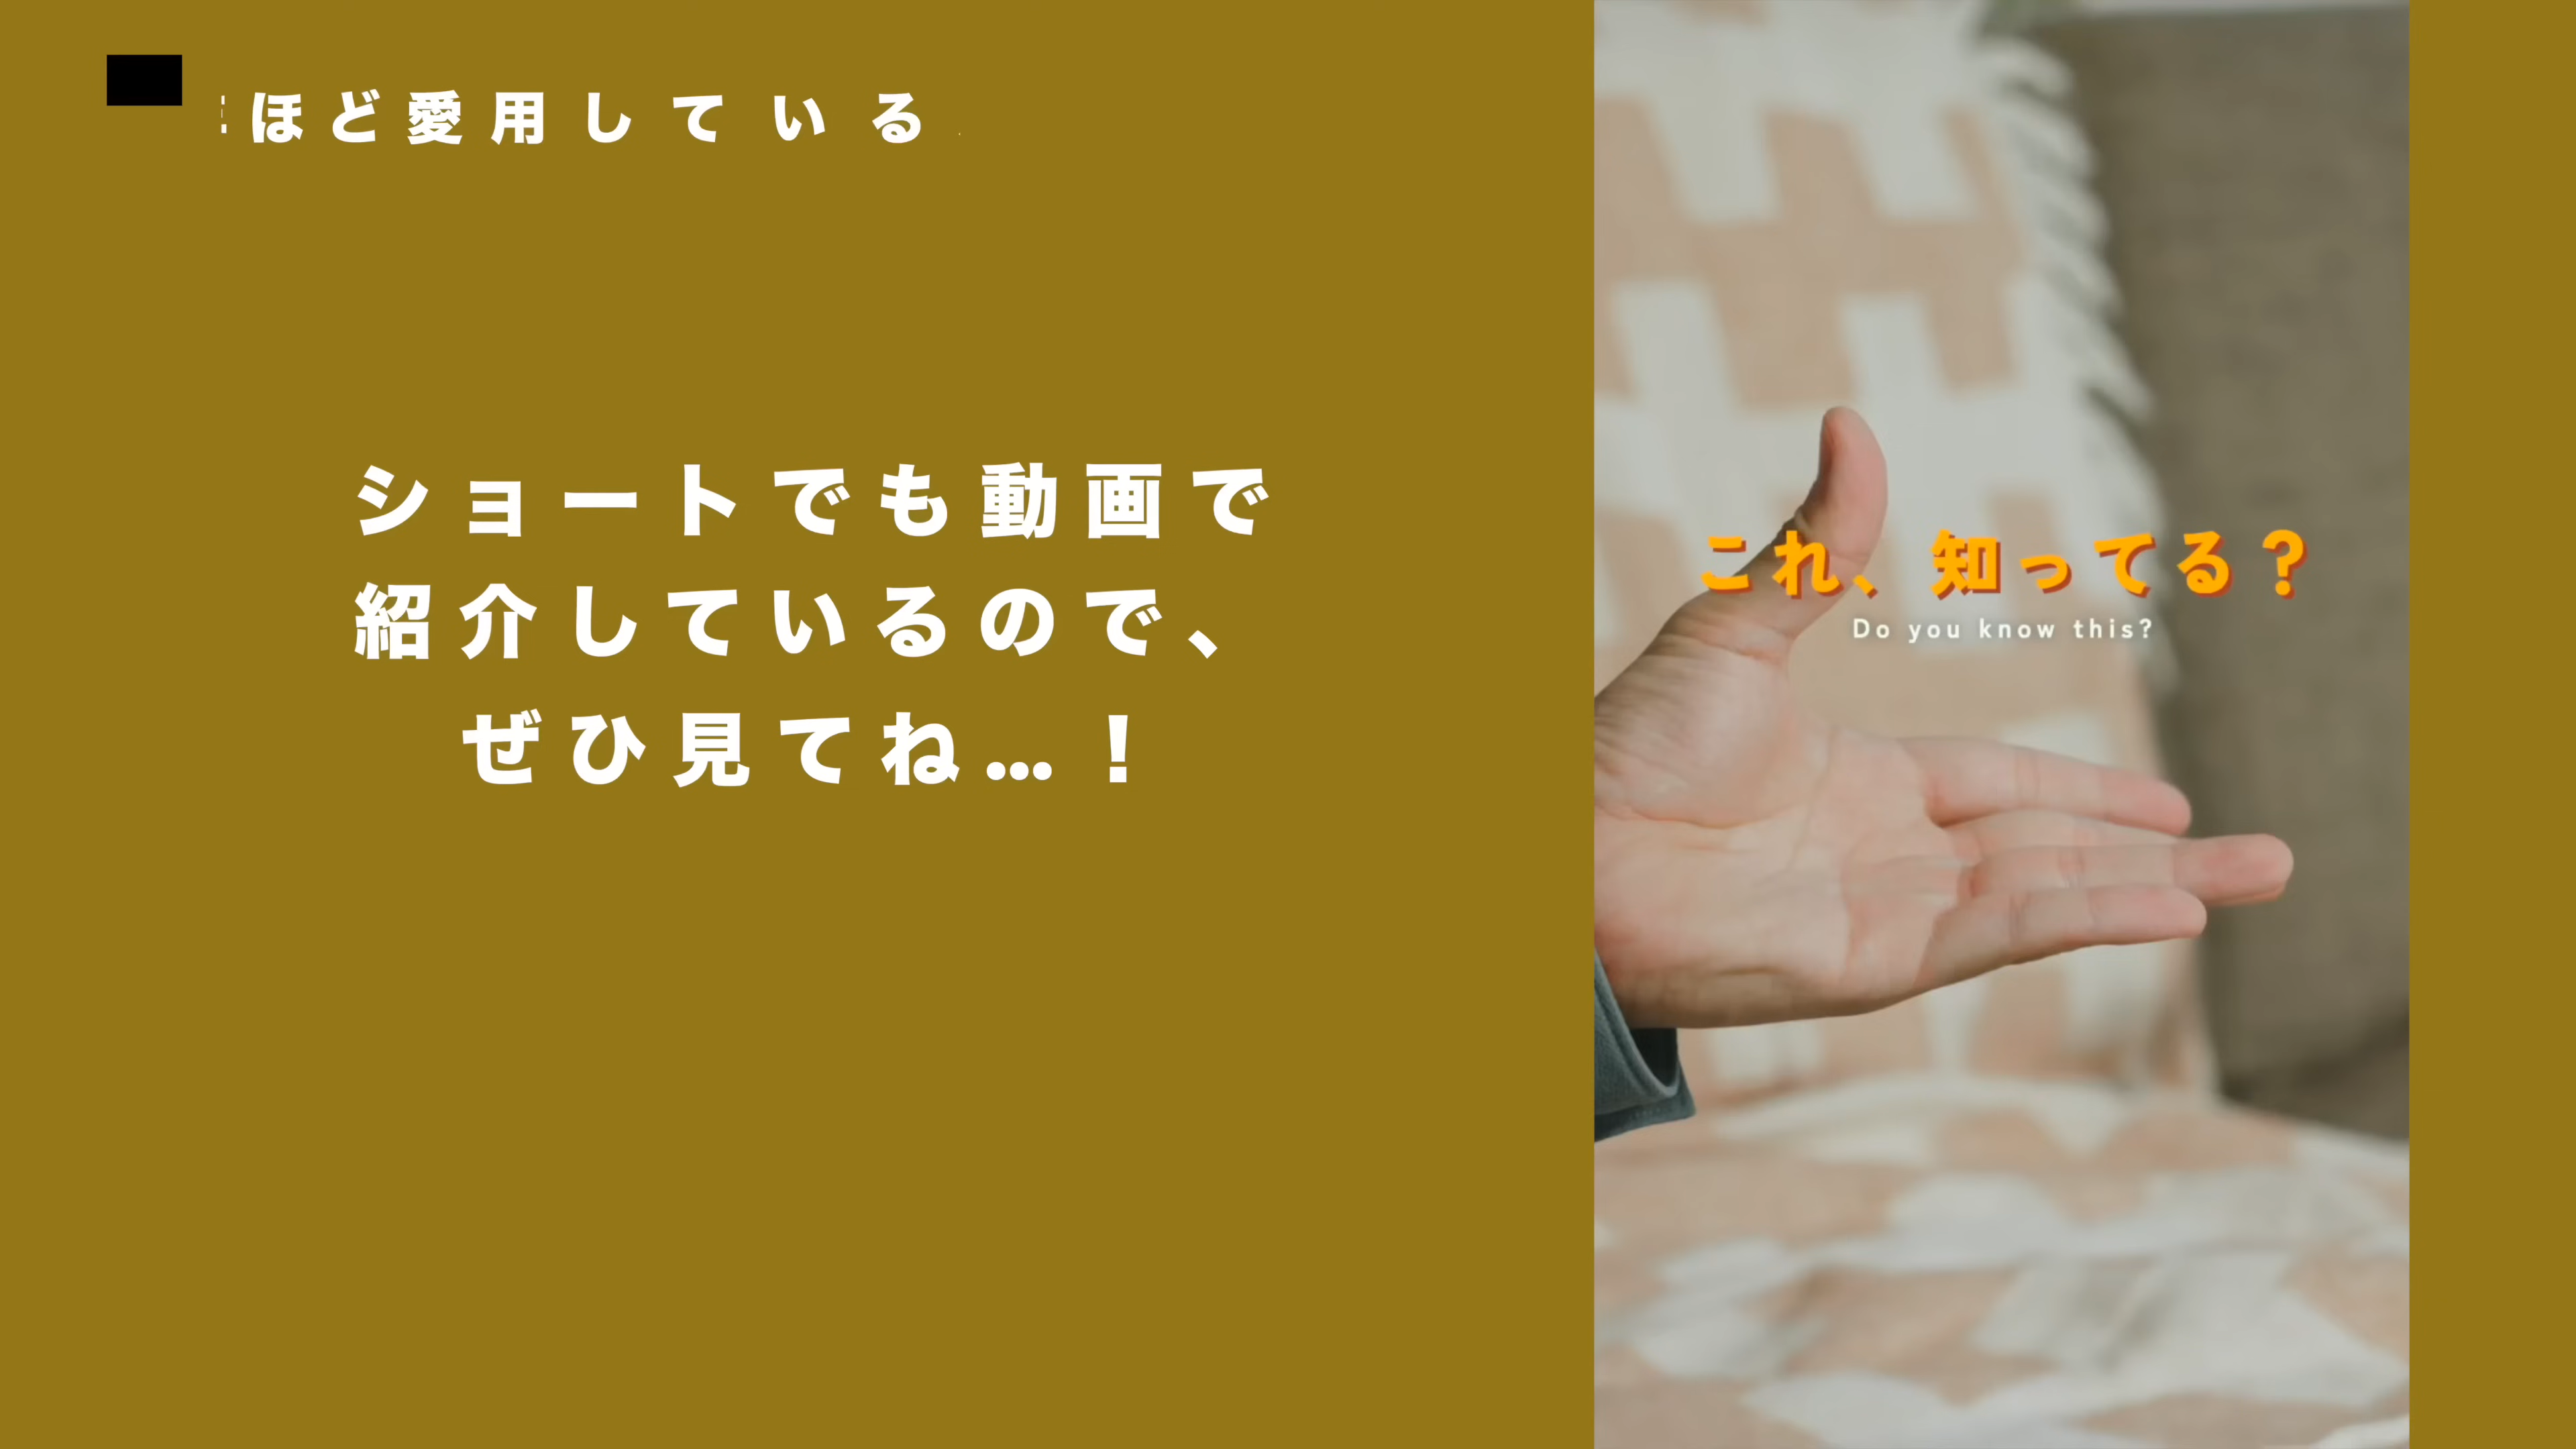 ほど愛用している
ショートでも動画で
紹介しているので、
ぜひ見てね…！
これ、知ってる？
Do you know this?